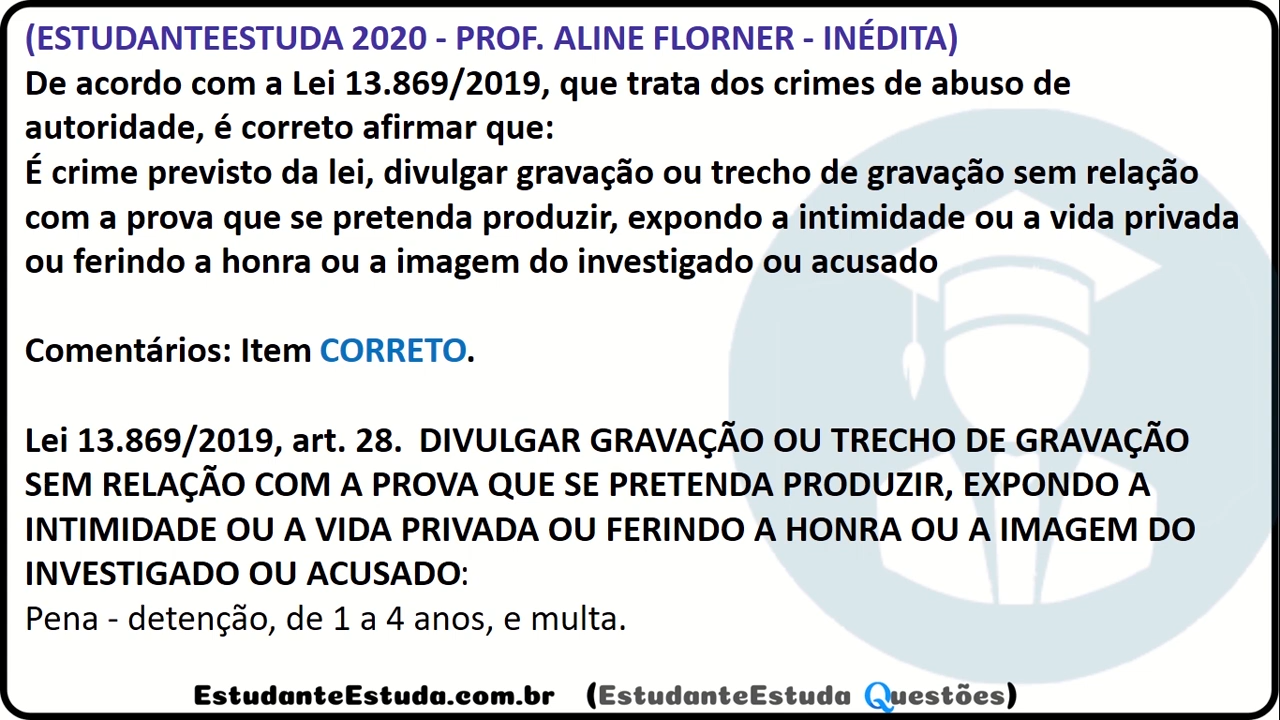 (ESTUDANTEESTUDA 2020 - PROF. ALINE FLORNER - INÉDITA)
De acordo com a Lei 13.869/2019, que trata dos crimes de abuso de
autoridade, é correto afirmar que:
É crime previsto da lei, divulgar gravação ou trecho de gravação sem relação
com a prova que se pretenda produzir, expondo a intimidade ou a vida privada
ou ferindo a honra ou a imagem do investigado ou acusado
Comentários: Item CORRETO.
Lei 13.869/2019, art. 28. DIVULGAR GRAVAÇÃO OU TRECHO DE GRAVAÇÃO
SEM RELAÇÃO COM A PROVA QUE SE PRETENDA PRODUZIR, EXPONDO A
INTIMIDADE OU A VIDA PRIVADA OU FERINDO A HONRA OU A IMAGEM DO
INVESTIGADO OU ACUSADO:
Pena - detenção, de 1 a 4 anos, e multa.
EstudanteEstuda.com.br (EstudanteEstuda Questões)